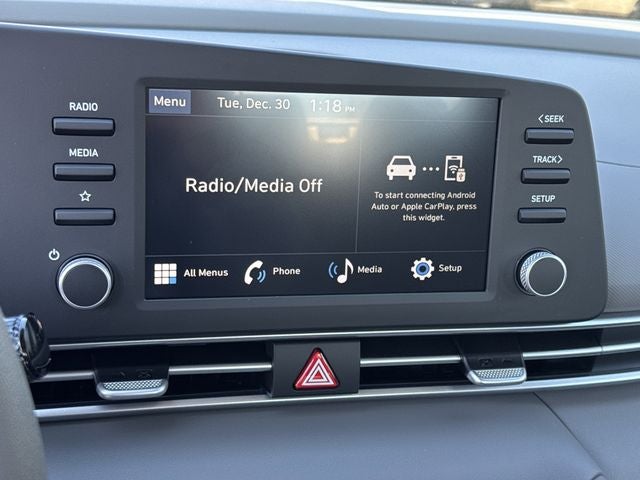 RADIO
MEDIA
Menu
Tue, Dec. 30
1:18 PM
Radio/Media Off
To start connecting Android
Auto or Apple CarPlay, press
this widget.
All Menus
Phone
Media
Setup
<SEEK
TRACK>
SETUP